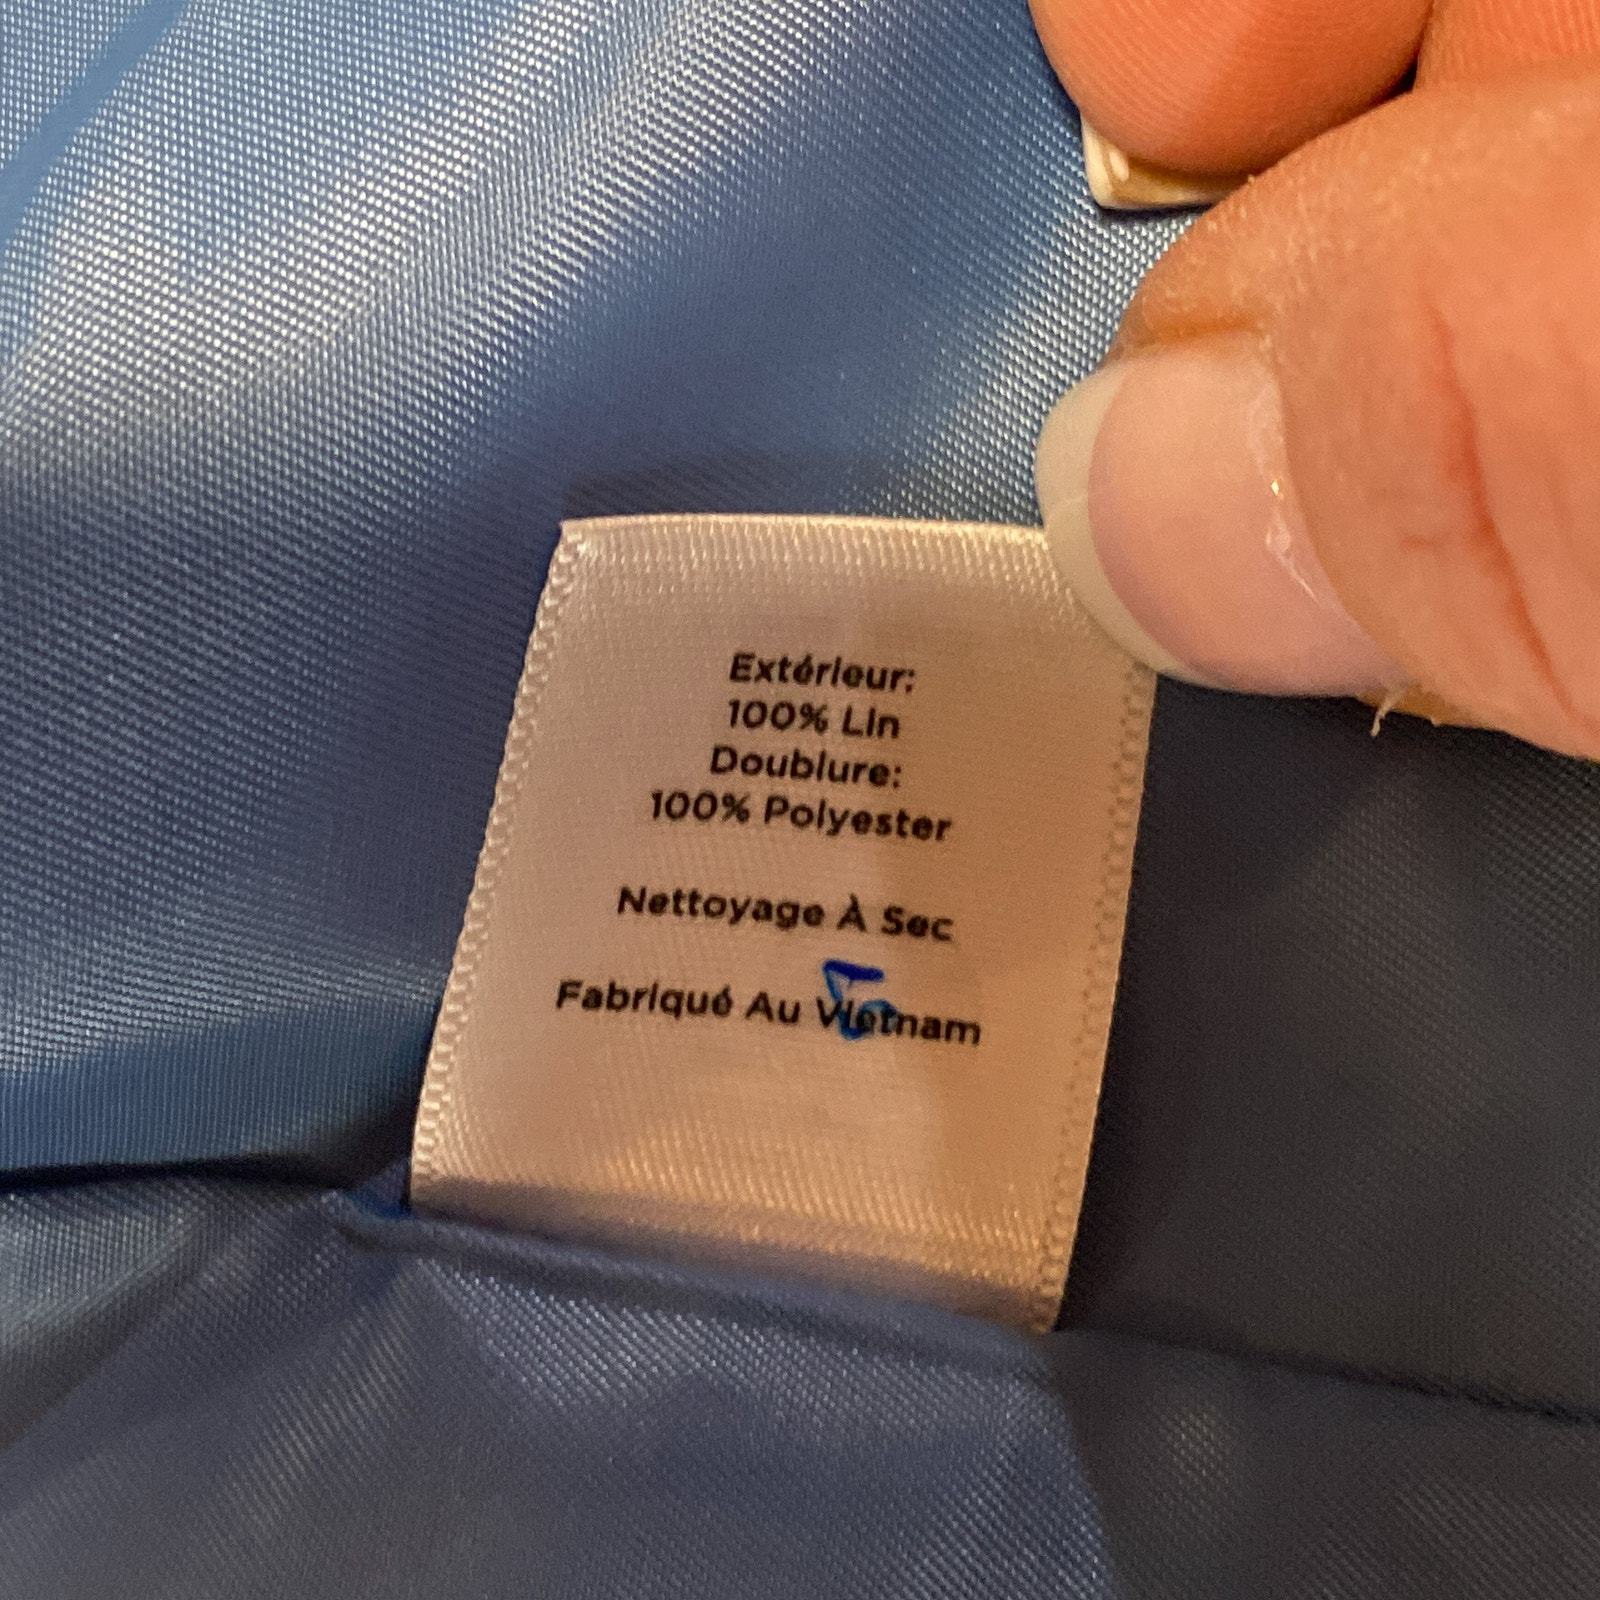 Extérieur:
100% Lin
Doublure:
100% Polyester
Nettoyage À Sec
Fabriqué Au Vietnam